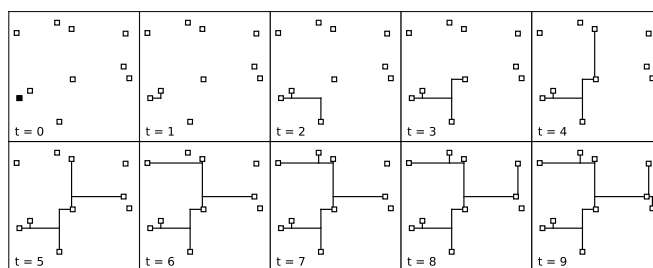 t = 0
t = 1
t = 2
t = 3
t = 4
t = 5
t = 6
t = 7
t = 8
t = 9